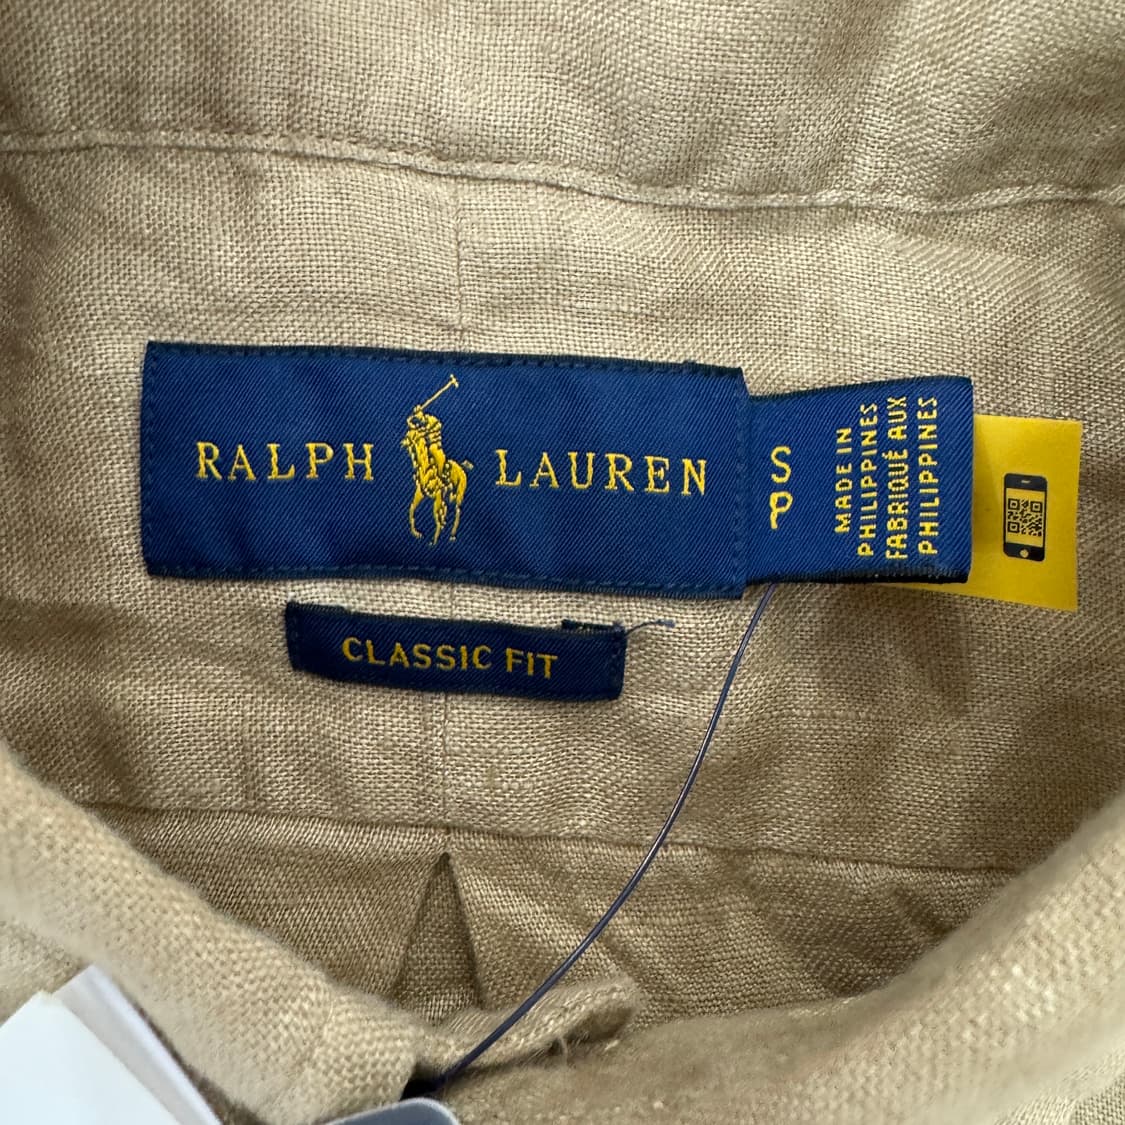 RALPH LAUREN
S
P
MADE IN
PHILIPPINES
FABRIQUÉ AUX
PHILIPPINES
CLASSIC FIT